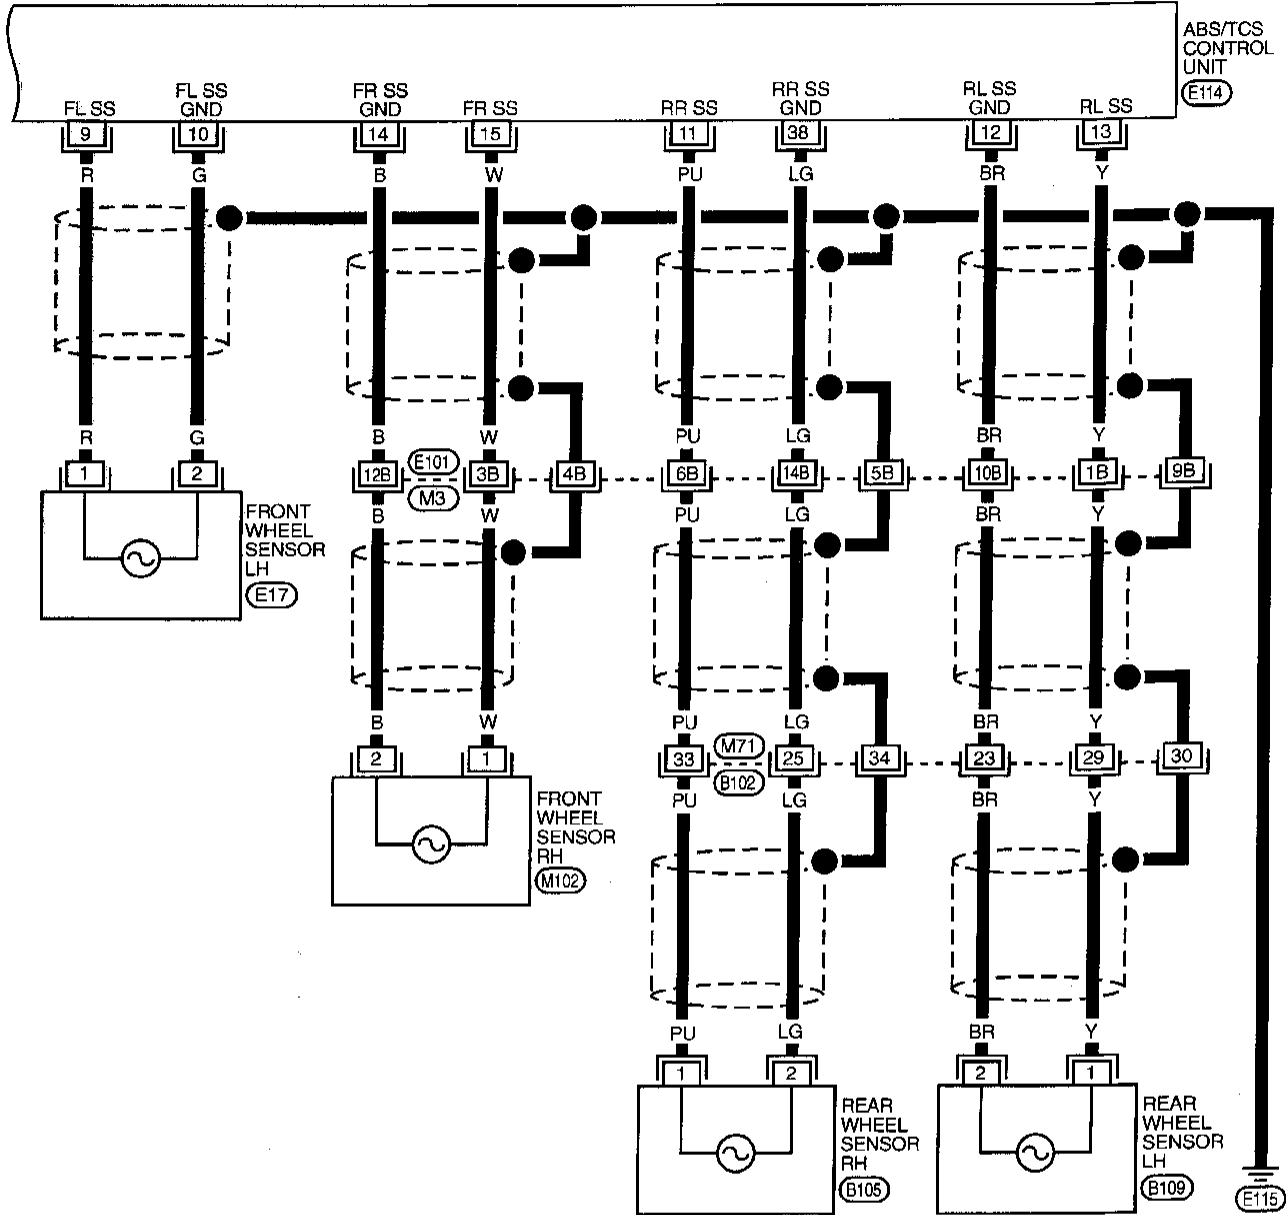 ABS/TCS
CONTROL
UNIT
E114
FL SS
FL SS
GND
FR SS
GND
FR SS
RR SS
RR SS
GND
RL SS
GND
RL SS
9 10 14 15 11 38 12 13
R G B W PU LG BR Y
R G B W PU LG BR Y
1 2 12B E101 3B 4B 6B 14B 5B 10B 1B 9B
M3
B W PU LG BR Y
FRONT
WHEEL
SENSOR
LH
E17
B W PU LG BR Y
2 1 33 M71 25 34 23 29 30
B102
PU LG BR Y
FRONT
WHEEL
SENSOR
RH
M102
PU LG BR Y
1 2 2 1
REAR
WHEEL
SENSOR
RH
B105
REAR
WHEEL
SENSOR
LH
B109
E115